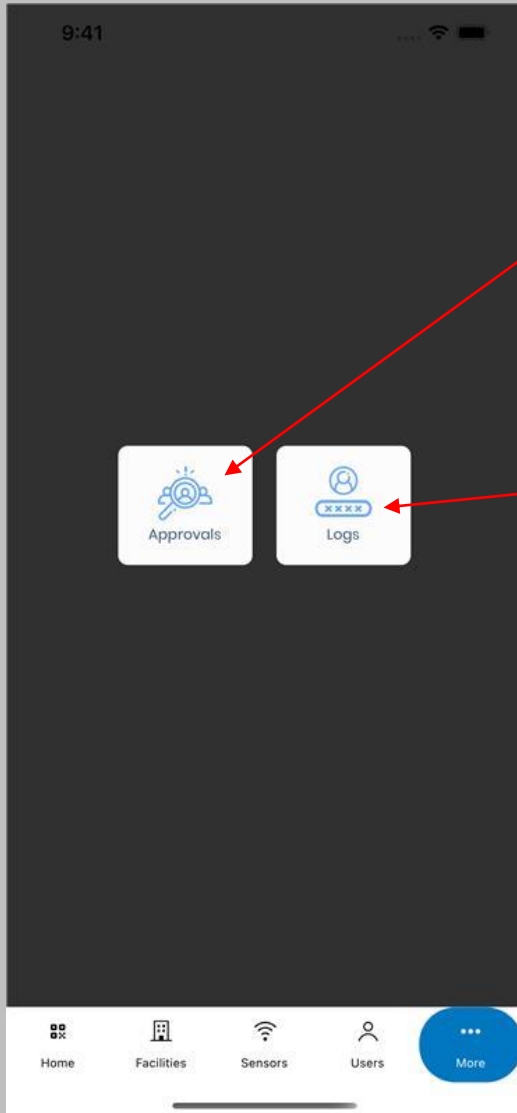 9:41
Approvals
Logs
xxxx
Home
Facilities
Sensors
Users
More